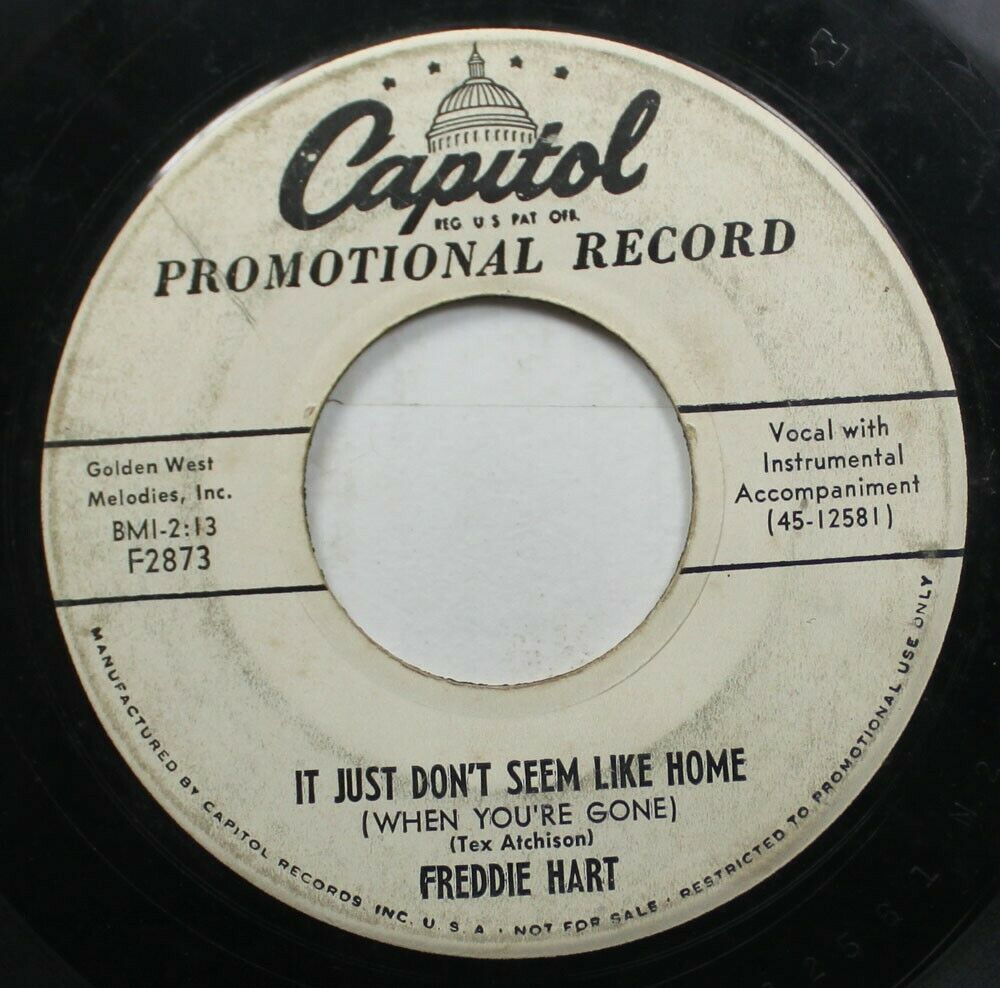 Capitol
REG U S PAT OFR.
PROMOTIONAL RECORD
Golden West
Melodies, Inc.
BMI-2:13
F2873
Vocal with
Instrumental
Accompaniment
(45-12581)
IT JUST DON'T SEEM LIKE HOME
(WHEN YOU'RE GONE)
(Tex Atchison)
FREDDIE HART
MANUFACTURED BY CAPITOL RECORDS INC. U. S. A. • NOT FOR SALE • RESTRICTED TO PROMOTIONAL USE ONLY